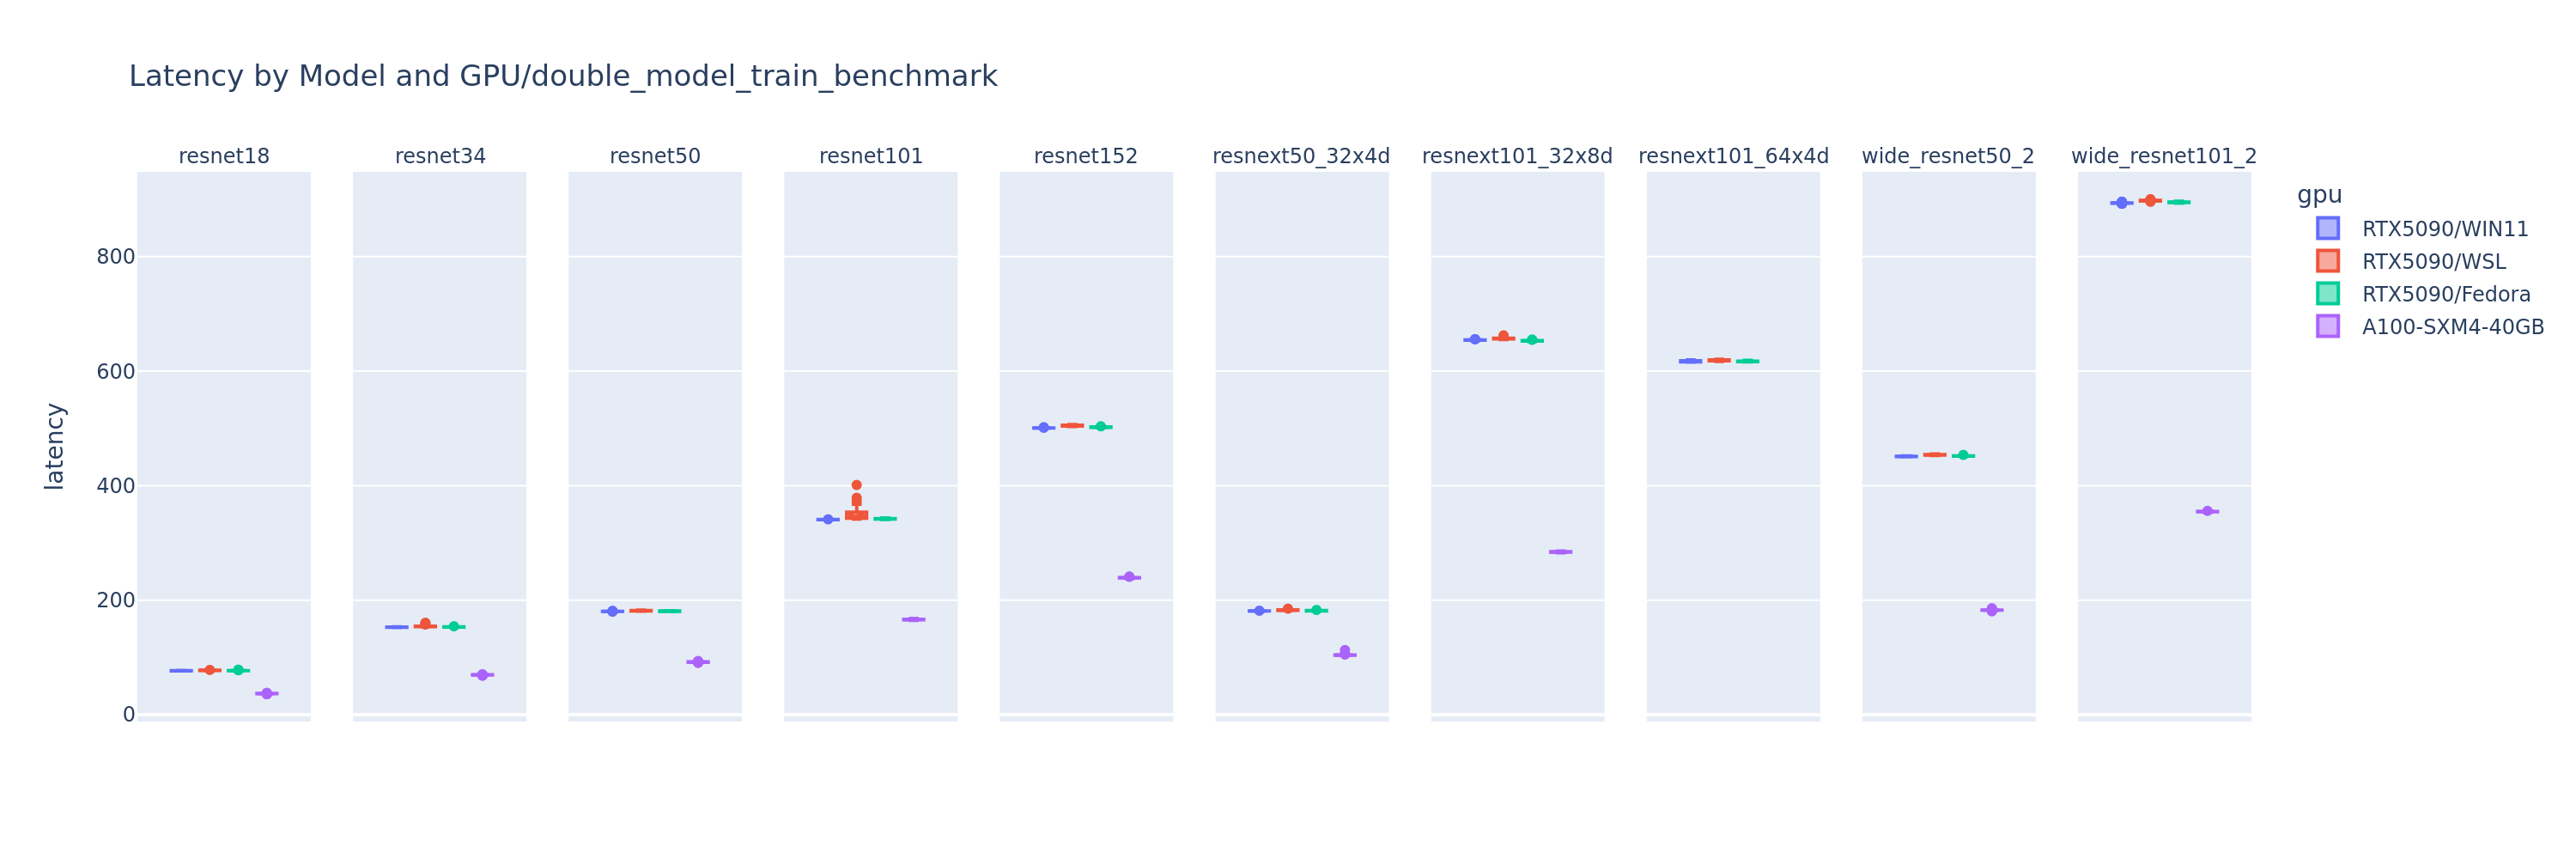 Latency by Model and GPU/double_model_train_benchmark
resnet18
resnet34
resnet50
resnet101
resnet152
resnext50_32x4d
resnext101_32x8d
resnext101_64x4d
wide_resnet50_2
wide_resnet101_2
gpu
RTX5090/WIN11
RTX5090/WSL
RTX5090/Fedora
A100-SXM4-40GB
latency
800
600
400
200
0